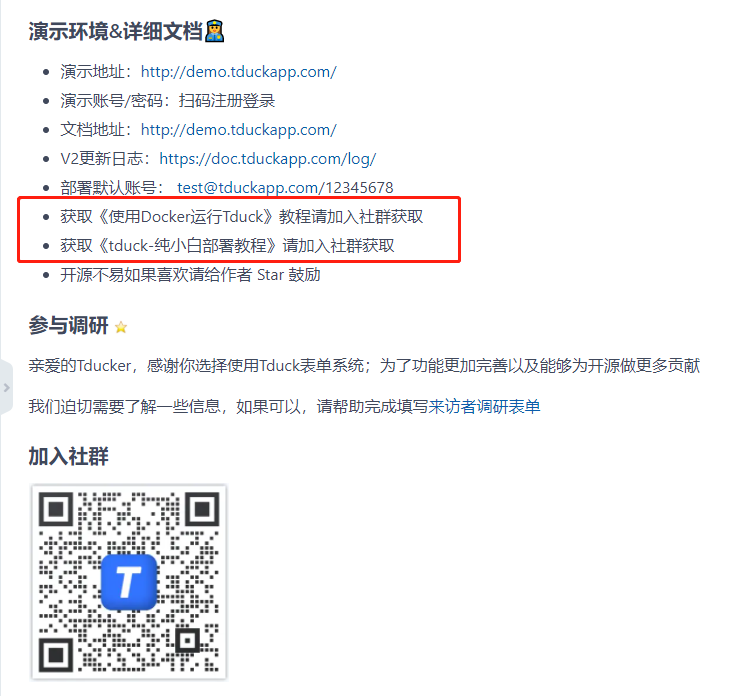 演示环境&详细文档
演示地址：http://demo.tduckapp.com/
演示账号/密码：扫码注册登录
文档地址：http://demo.tduckapp.com/
V2更新日志：https://doc.tduckapp.com/log/
部署默认账号： test@tduckapp.com/12345678
获取《使用Docker运行Tduck》教程请加入社群获取
获取《tduck-纯小白部署教程》请加入社群获取
开源不易如果喜欢请给作者 Star 鼓励
参与调研
亲爱的Tducker，感谢你选择使用Tduck表单系统；为了功能更加完善以及能够为开源做更多贡献
我们迫切需要了解一些信息，如果可以，请帮助完成填写来访者调研表单
加入社群
T